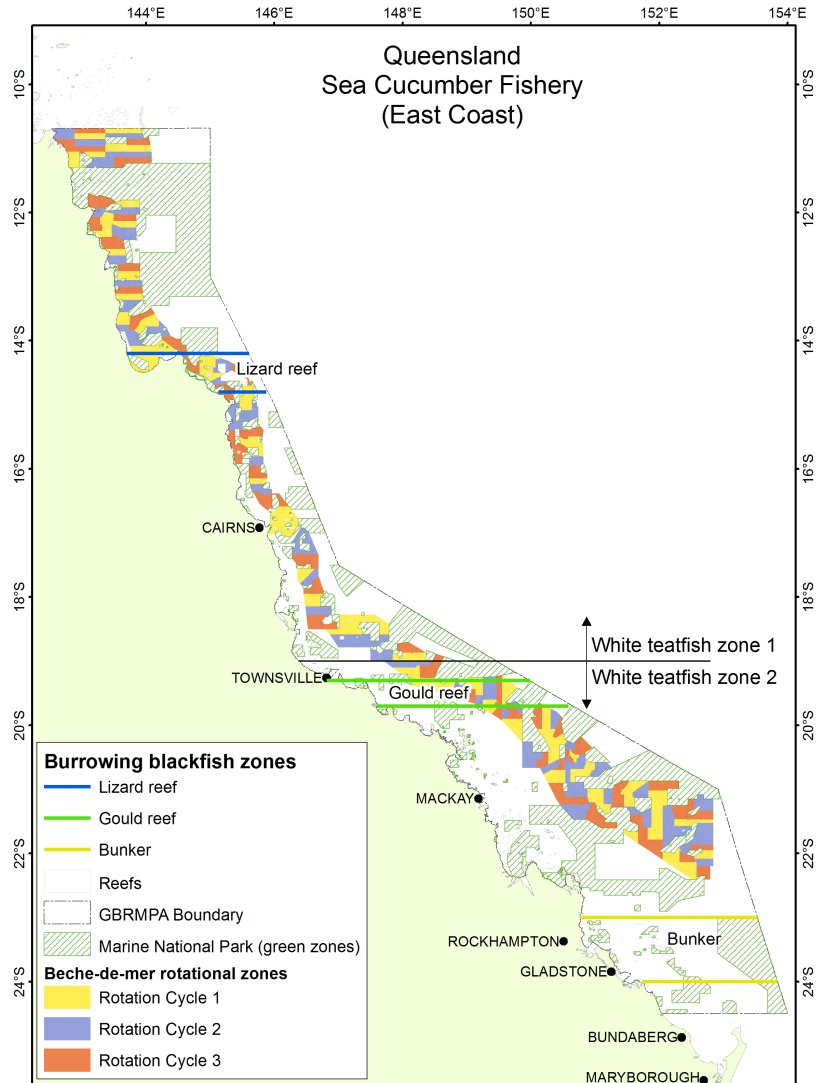 144°E 146°E 148°E 150°E 152°E 154°E
Queensland
Sea Cucumber Fishery
(East Coast)
10°S 10°S
12°S 12°S
14°S 14°S
Lizard reef
16°S 16°S
CAIRNS
18°S 18°S
White teatfish zone 1
White teatfish zone 2
TOWNSVILLE
Gould reef
20°S 20°S
MACKAY
22°S 22°S
ROCKHAMPTON
Bunker
GLADSTONE
24°S 24°S
BUNDABERG
MARYBOROUGH
Burrowing blackfish zones
Lizard reef
Gould reef
Bunker
Reefs
GBRMPA Boundary
Marine National Park (green zones)
Beche-de-mer rotational zones
Rotation Cycle 1
Rotation Cycle 2
Rotation Cycle 3